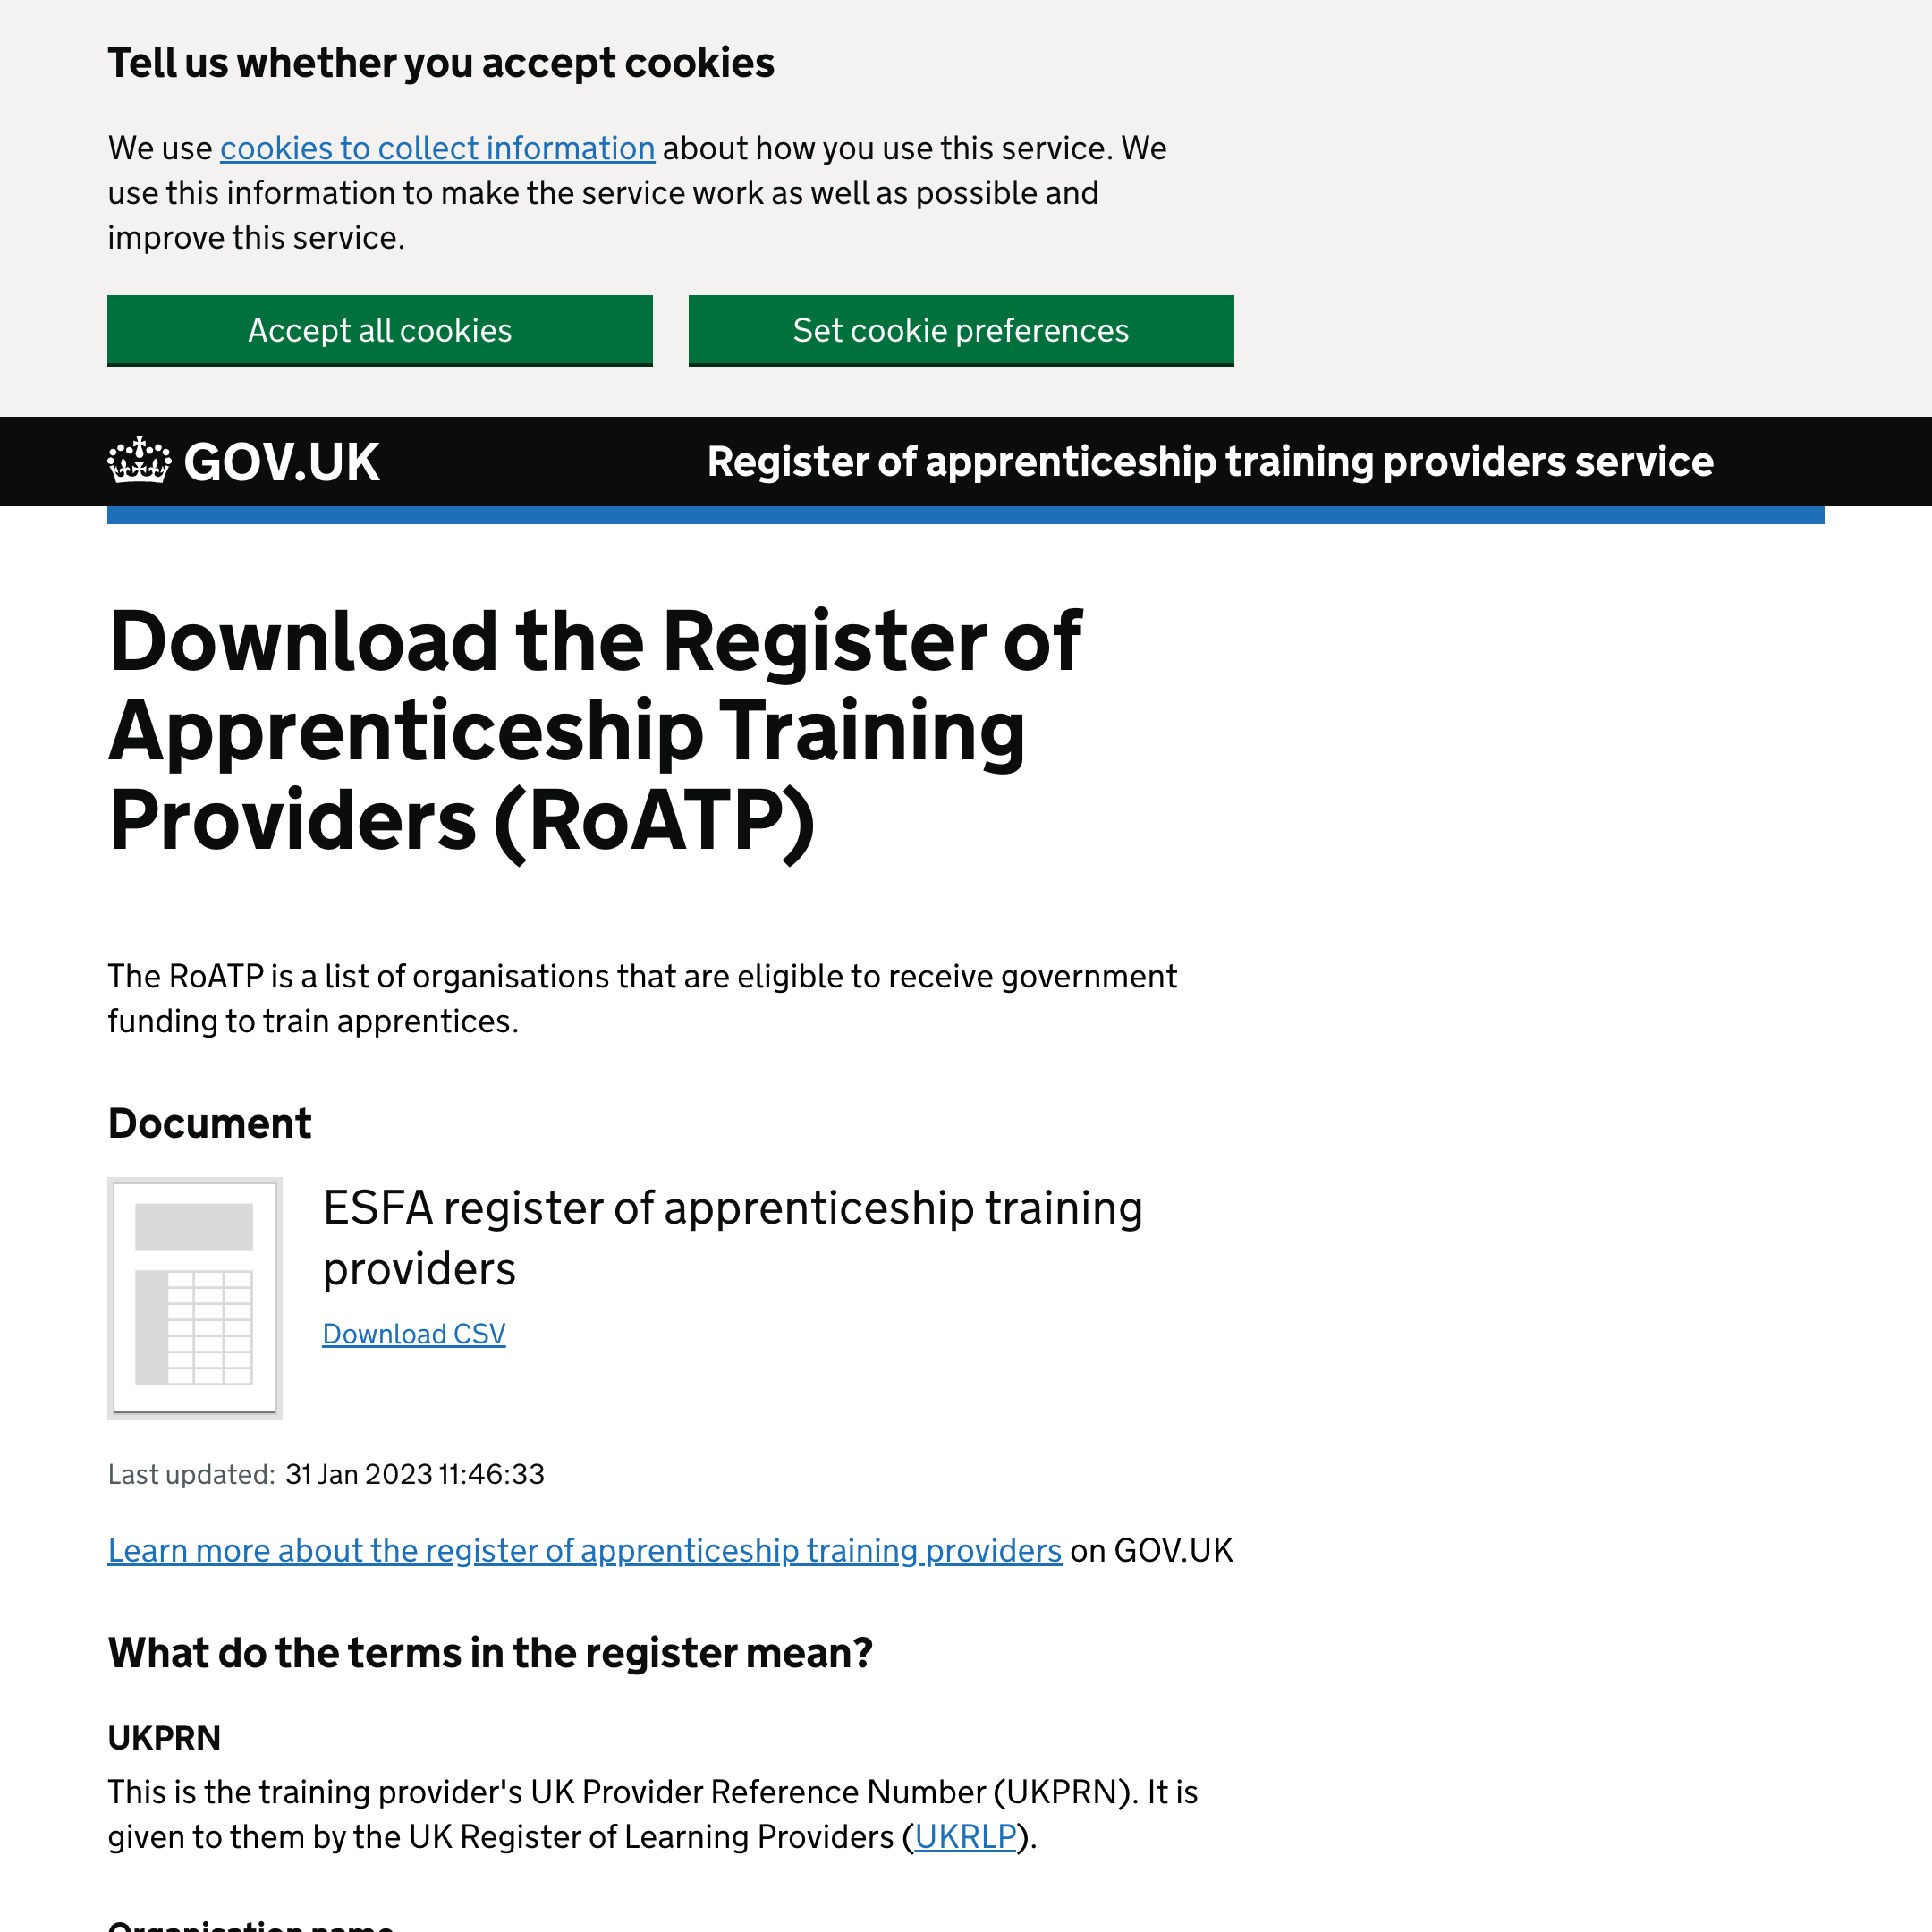 Tell us whether you accept cookies
We use cookies to collect information about how you use this service. We
use this information to make the service work as well as possible and
improve this service.
Accept all cookies
Set cookie preferences
GOV.UK
Register of apprenticeship training providers service
Download the Register of
Apprenticeship Training
Providers (RoATP)
The RoATP is a list of organisations that are eligible to receive government
funding to train apprentices.
Document
ESFA register of apprenticeship training
providers
Download CSV
Last updated: 31 Jan 2023 11:46:33
Learn more about the register of apprenticeship training providers on GOV.UK
What do the terms in the register mean?
UKPRN
This is the training provider's UK Provider Reference Number (UKPRN). It is
given to them by the UK Register of Learning Providers (UKRLP).
Organisation name